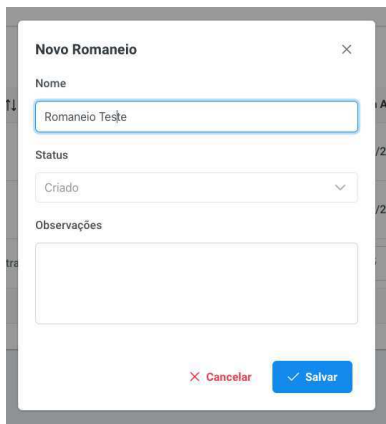 Novo Romaneio
Nome
Romaneio Teste
Status
Criado
Observações
Cancelar
Salvar